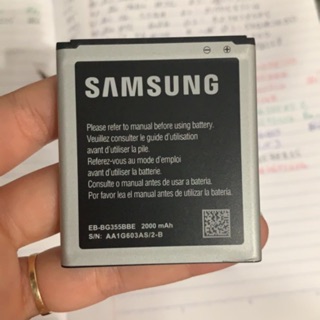 SAMSUNG
Please refer to manual before using battery.
Veuillez consulter le guide d'utilisation
avant d'utiliser la pile.
Referez-vous au mode d'emploi
avant d'utiliser la batterie.
Consulte o manual antes de usar a bateria.
Por favor lea el manual antes de utilizar la bateria.
EB-BG355BBE 2000 mAh
S/N: AA1G603AS/2-B